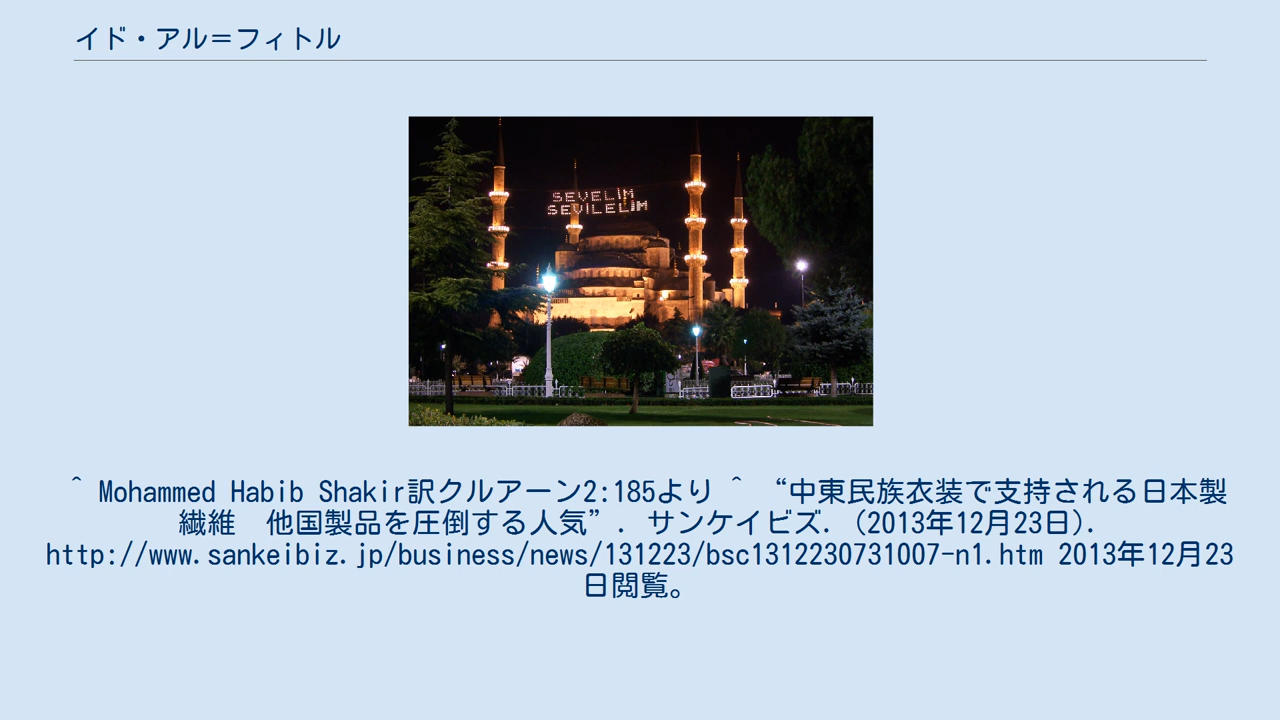 イド・アル＝フィトル
SEVELIM
SEVILELIM
^ Mohammed Habib Shakir訳クルアーン2:185より ^ “中東民族衣装で支持される日本製
繊維　他国製品を圧倒する人気”. サンケイビズ. (2013年12月23日).
http://www.sankeibiz.jp/business/news/131223/bsc1312230731007-n1.htm 2013年12月23
日閲覧。